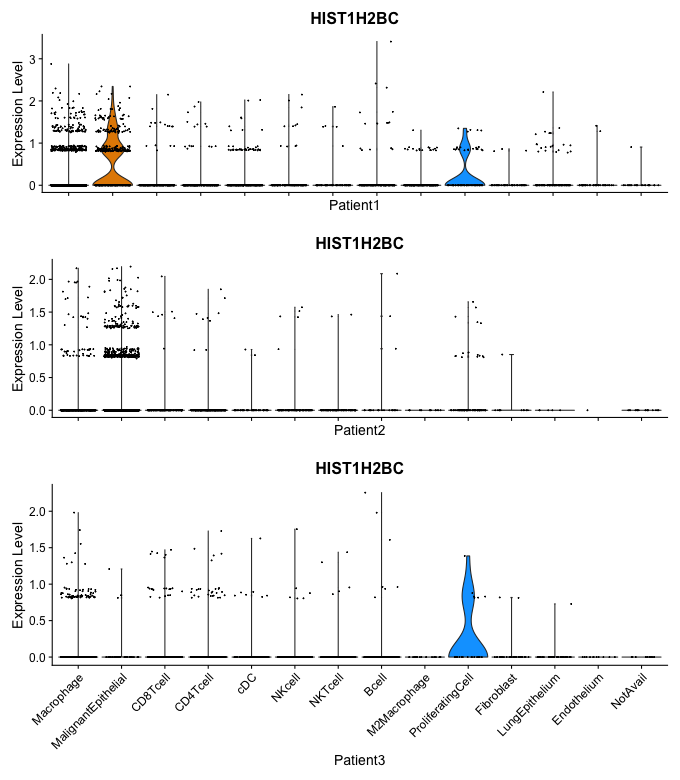 HIST1H2BC
Expression Level
3
2
1
0
Patient1
HIST1H2BC
Expression Level
2.0
1.5
1.0
0.5
0.0
Patient2
HIST1H2BC
Expression Level
2.0
1.5
1.0
0.5
0.0
Macrophage
MalignantEpithelial
CD8Tcell
CD4Tcell
cDC
NKcell
NKTcell
Bcell
M2Macrophage
ProliferatingCell
Fibroblast
LungEpithelium
Endothelium
NotAvail
Patient3